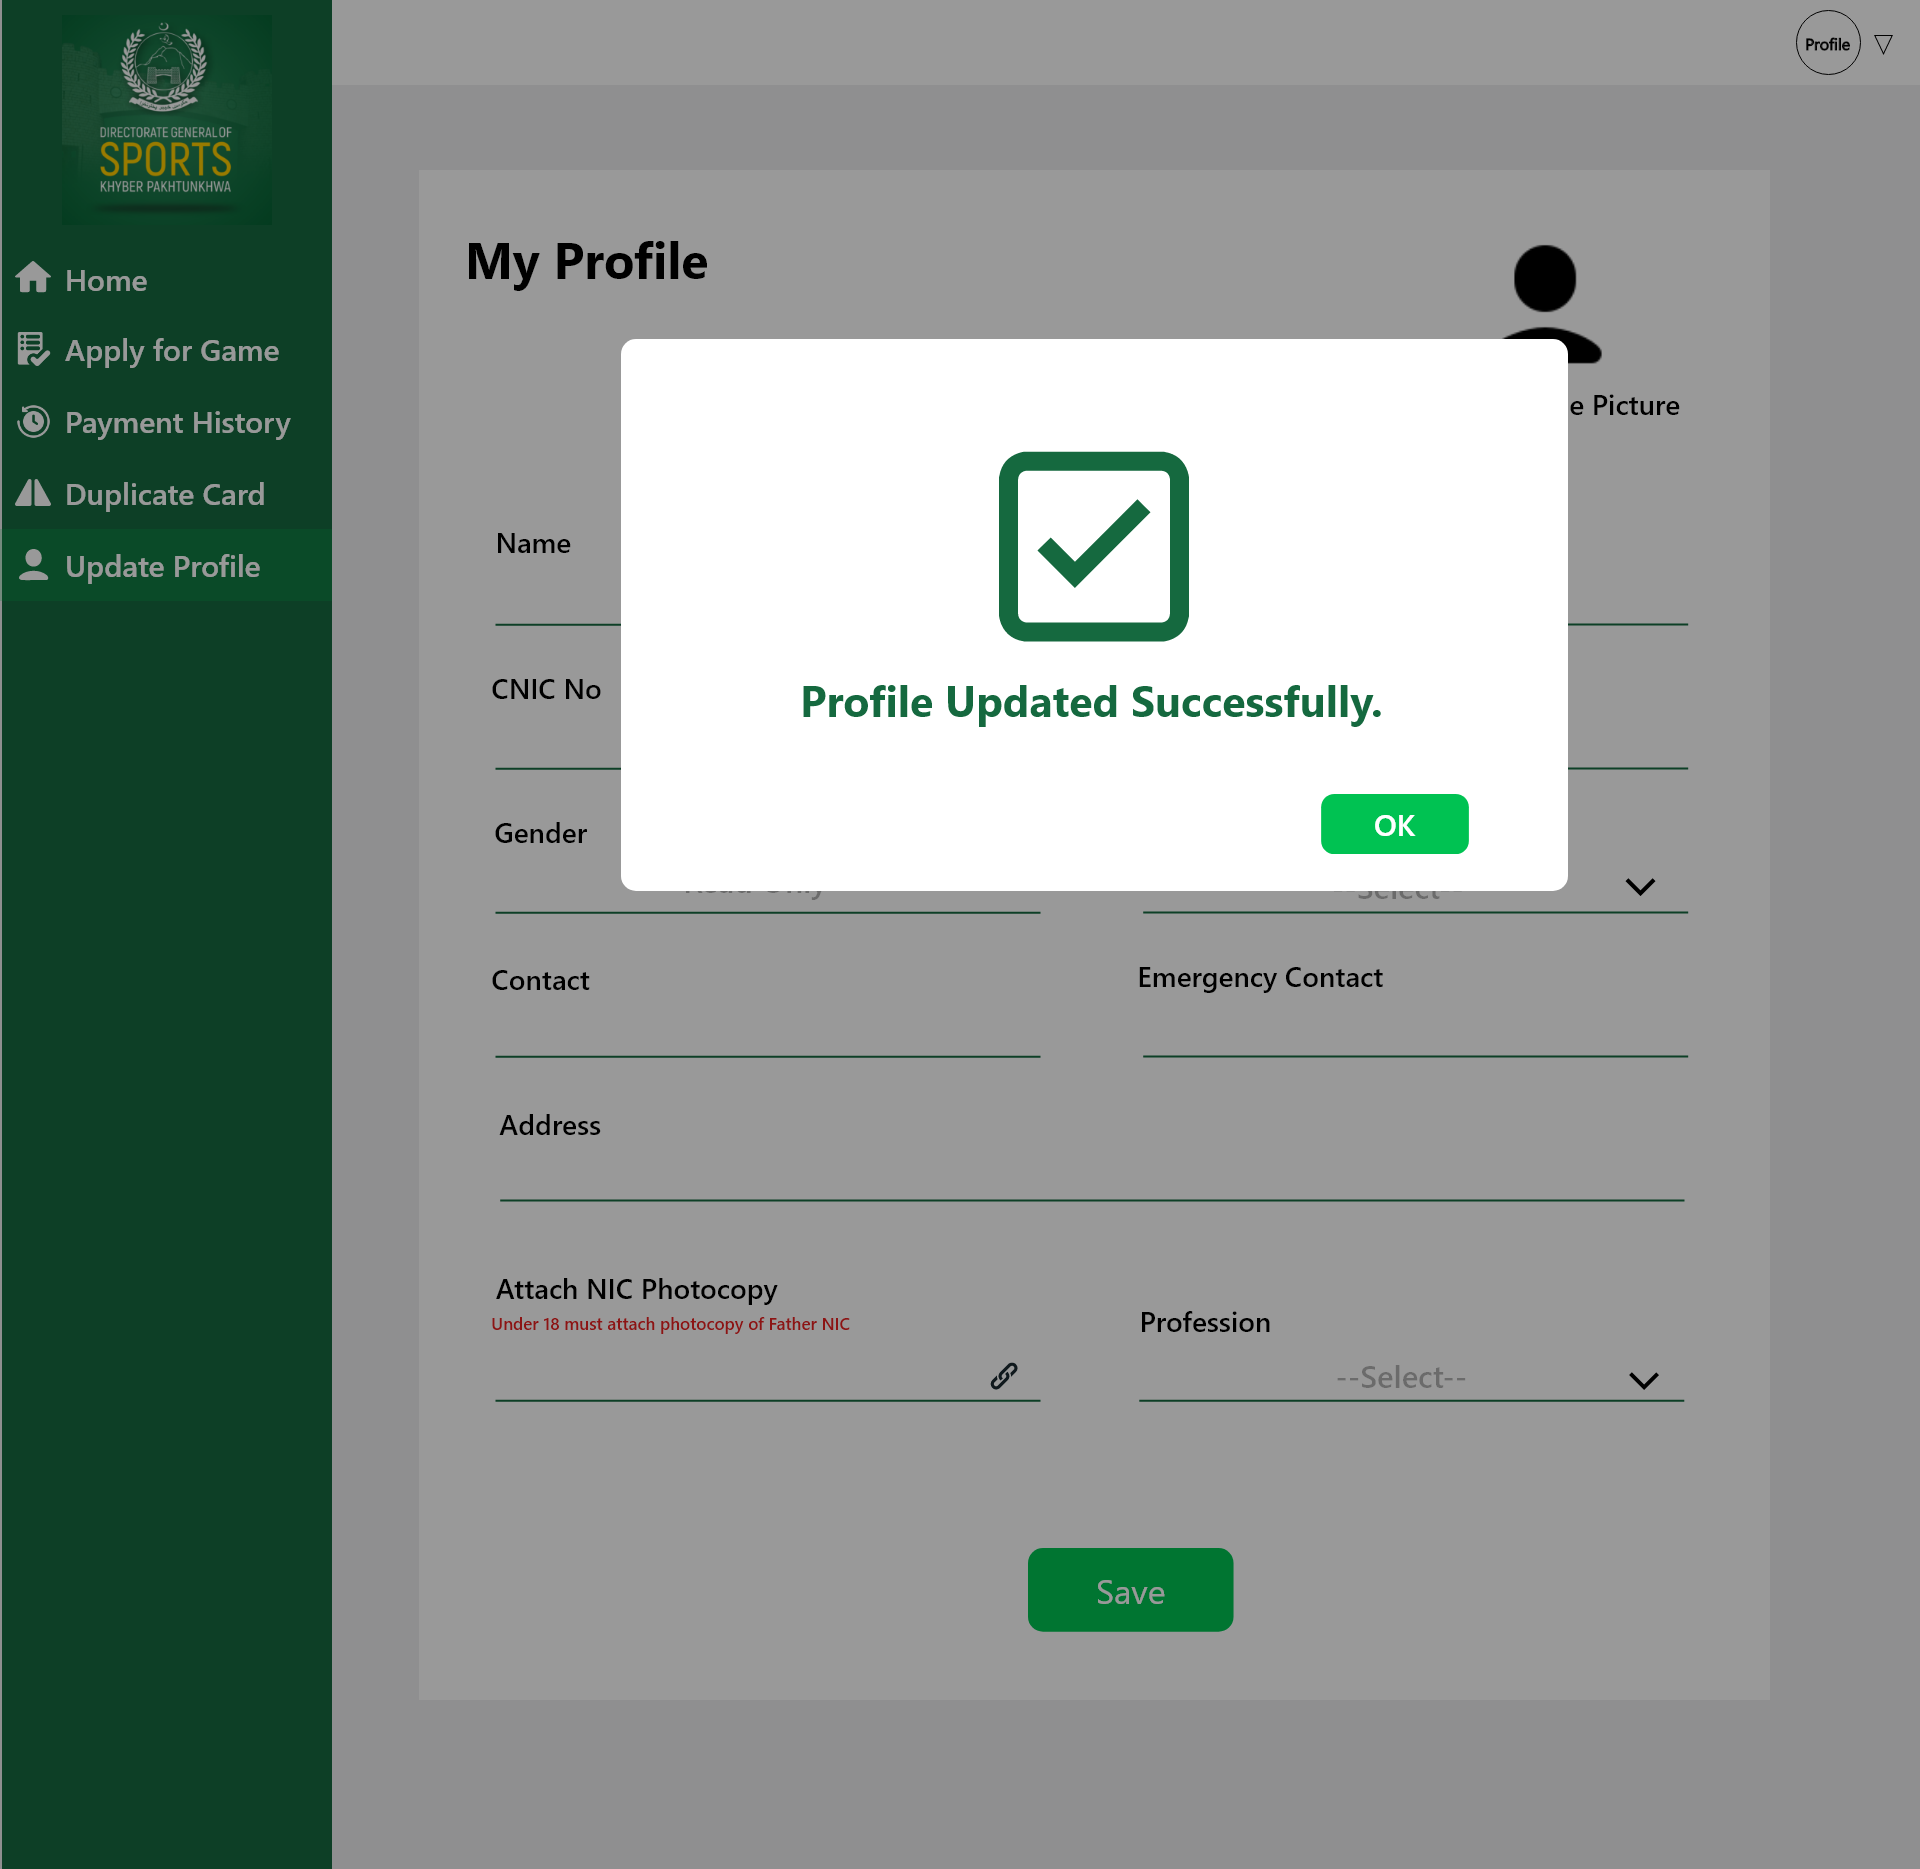 DIRECTORATE GENERAL OF
SPORTS
KHYBER PAKHTUNKHWA
Home
Apply for Game
Payment History
Duplicate Card
Update Profile
Profile
My Profile
e Picture
Name
CNIC No
Gender
Profile Updated Successfully.
OK
--Select--
Contact
Emergency Contact
Address
Attach NIC Photocopy
Under 18 must attach photocopy of Father NIC
Profession
--Select--
Save